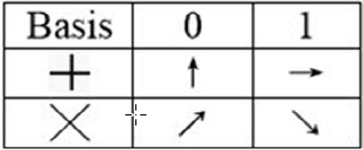 Basis 0 1
+ ↑ →
× ↗ ↘